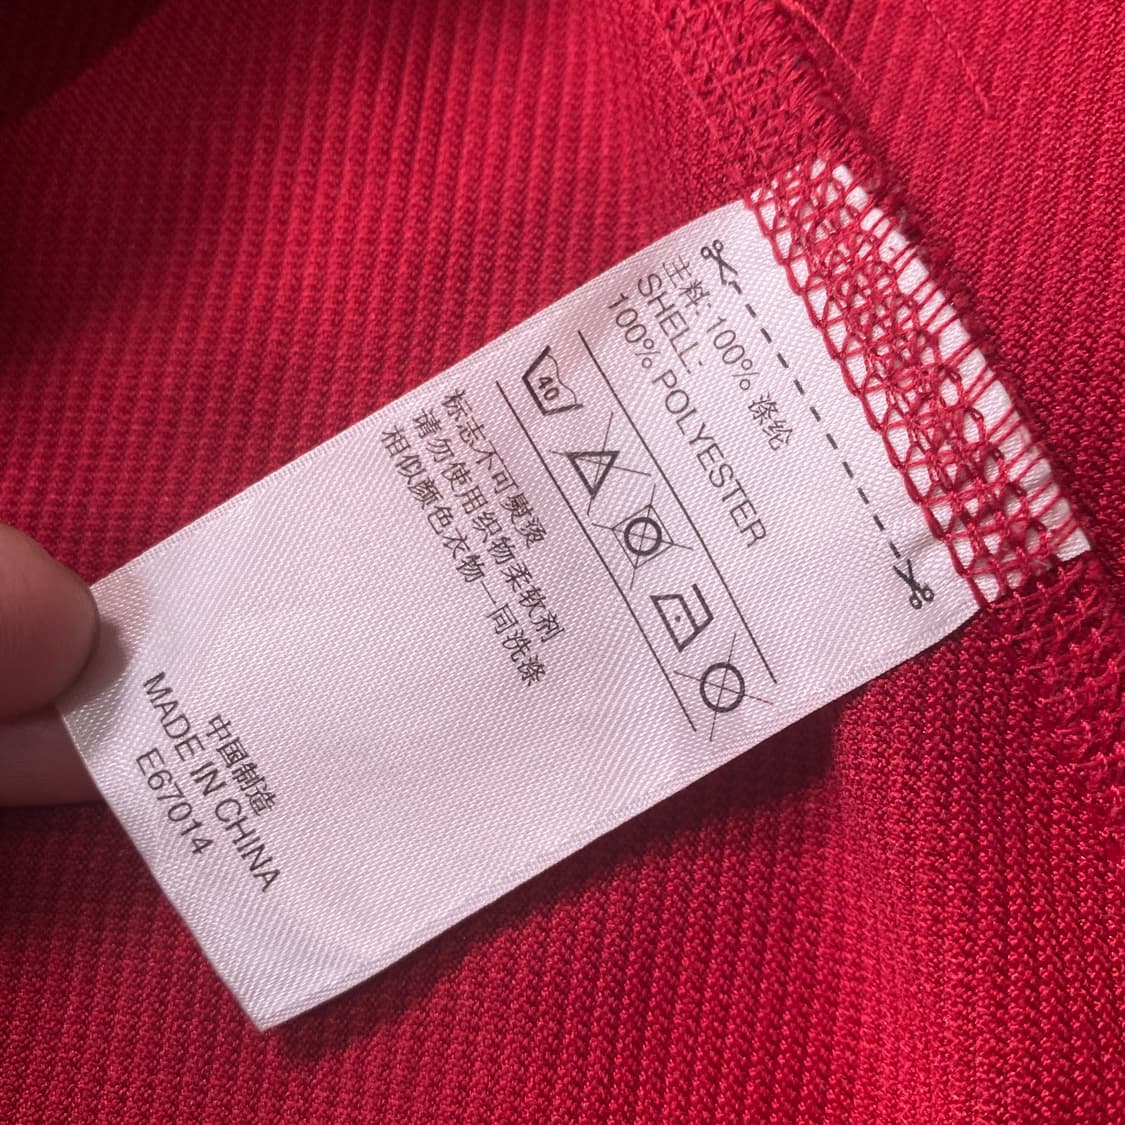 主料: 100% 涤纶
SHELL:
100% POLYESTER
40
标志不可熨烫
请勿使用织物柔软剂
相似颜色衣物一同洗涤
中国制造
MADE IN CHINA
E67014